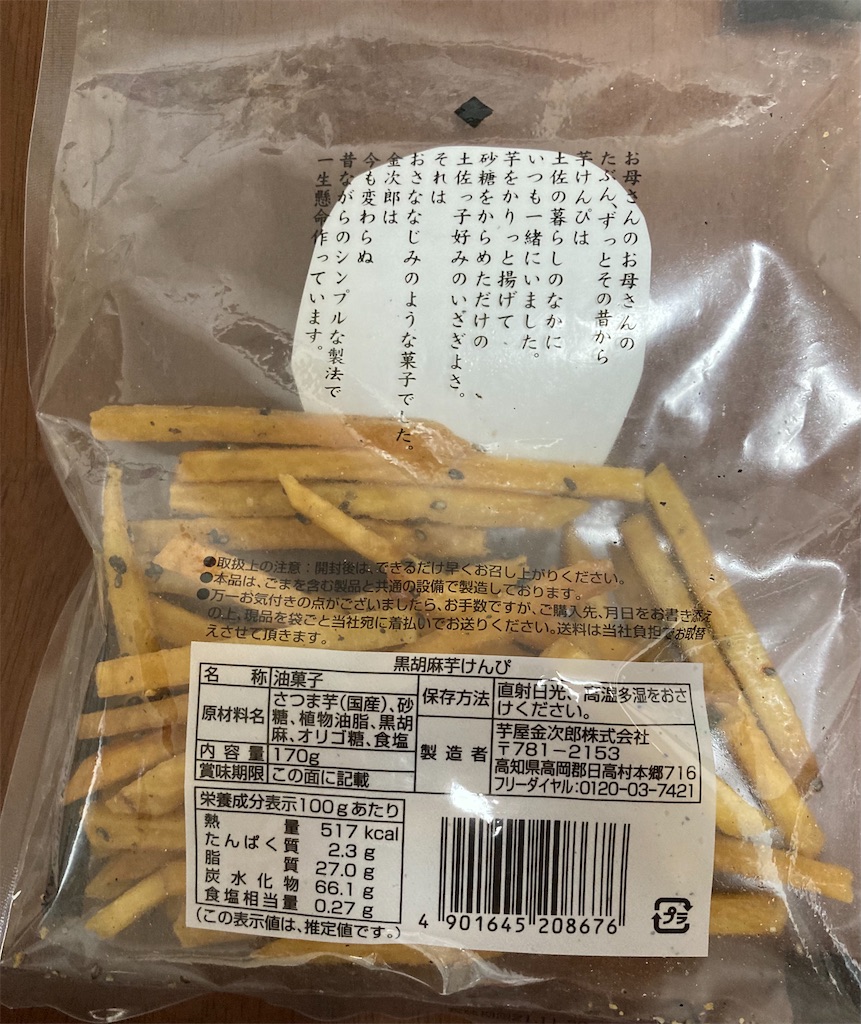 お母さんのお母さんの
たぶん、ずっとその昔から
芋けんぴは
土佐の暮らしのなかに
いつも一緒にいました。
芋をかりっと揚げて
砂糖をからめただけの
土佐っ子好みのいさぎよさ。
それは
おさななじみのような菓子でした。
金次郎は
今も変わらぬ
昔ながらのシンプルな製法で
一生懸命作っています。
●取扱上の注意：開封後は、できるだけ早くお召し上がりください。
●本品は、ごまを含む製品と共通の設備で製造しております。
●万一お気付きの点がございましたら、お手数ですが、ご購入先、月日をお書き添え
の上、現品を袋ごと当社宛に着払いでお送りください。送料は当社負担でお取替
えさせて頂きます。
黒胡麻芋けんぴ
名称 油菓子
原材料名 さつま芋(国産)、砂
糖、植物油脂、黒胡
麻、オリゴ糖、食塩
内容量 170g
賞味期限 この面に記載
保存方法 直射日光、高温多湿をおさ
けください。
製造者 芋屋金次郎株式会社
〒781－2153
高知県高岡郡日高村本郷716
フリーダイヤル:0120-03-7421
栄養成分表示100gあたり
熱量 517 kcal
たんぱく質 2.3 g
脂質 27.0 g
炭水化物 66.1 g
食塩相当量 0.27 g
(この表示値は、推定値です。)
4 901645 208676
プラ